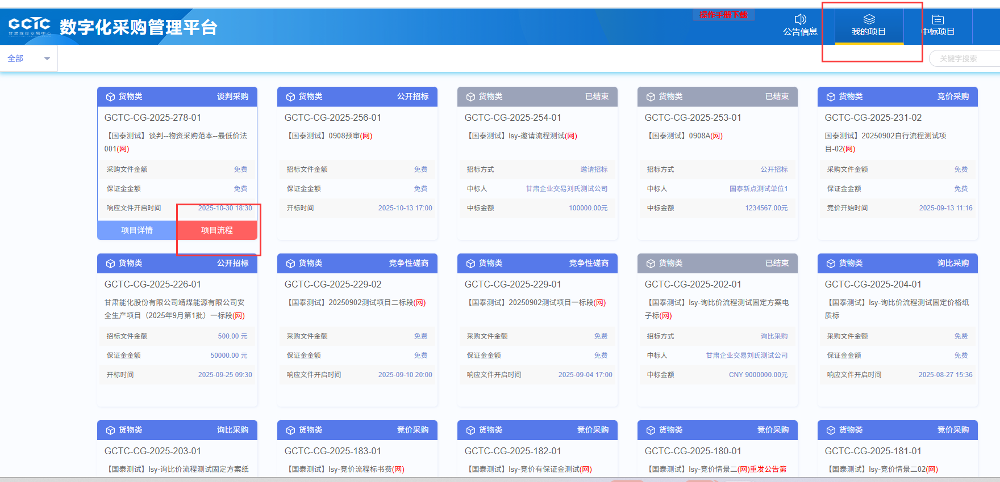 GCTC
甘肃煤炭交易中心
数字化采购管理平台
操作手册下载
公告信息
我的项目
中标项目
全部
关键字搜索
货物类 谈判采购
GCTC-CG-2025-278-01
【国泰测试】谈判--物资采购范本--最低价法
001(网)
采购文件金额 免费
保证金金额 免费
响应文件开启时间 2025-10-30 18:30
项目详情 项目流程
货物类 公开招标
GCTC-CG-2025-256-01
【国泰测试】0908预审(网)
招标文件金额 免费
保证金金额 免费
开标时间 2025-10-13 17:00
货物类 已结束
GCTC-CG-2025-254-01
【国泰测试】lsy-邀请流程测试(网)
招标方式 邀请招标
中标人 甘肃企业交易刘氏测试公司
中标金额 100000.00元
货物类 已结束
GCTC-CG-2025-253-01
【国泰测试】0908A(网)
招标方式 公开招标
中标人 国泰新点测试单位1
中标金额 1234567.00元
货物类 竞价采购
GCTC-CG-2025-231-02
国泰测试】20250902自行流程测试项
目-02(网)
采购文件金额 免费
保证金金额 免费
竞价开始时间 2025-09-13 11:16
货物类 公开招标
GCTC-CG-2025-226-01
甘肃能化股份有限公司靖煤能源有限公司安
全生产项目（2025年9月第1批）一标段(网)
招标文件金额 500.00 元
保证金金额 50000.00 元
开标时间 2025-09-25 09:30
货物类 竞争性磋商
GCTC-CG-2025-229-02
【国泰测试】20250902测试项目二标段(网)
采购文件金额 免费
保证金金额 免费
响应文件开启时间 2025-09-10 20:00
货物类 竞争性磋商
GCTC-CG-2025-229-01
【国泰测试】20250902测试项目一标段(网)
采购文件金额 免费
保证金金额 免费
响应文件开启时间 2025-09-04 17:00
货物类 已结束
GCTC-CG-2025-202-01
【国泰测试】lsy-询比价流程测试固定方案电
子标(网)
招标方式 询比采购
中标人 甘肃企业交易刘氏测试公司
中标金额 CNY 9000000.00元
货物类 询比采购
GCTC-CG-2025-204-01
【国泰测试】lsy-询比价流程测试固定价格纸
质标
采购文件金额 免费
保证金金额 免费
响应文件开启时间 2025-08-27 15:36
货物类 询比采购
GCTC-CG-2025-203-01
【国泰测试】lsy-询比价流程测试固定方案纸
货物类 竞价采购
GCTC-CG-2025-183-01
【国泰测试】lsy-竞价流程标书费(网)
货物类 竞价采购
GCTC-CG-2025-182-01
【国泰测试】lsy-竞价有保证金测试(网)
货物类 竞价采购
GCTC-CG-2025-180-01
【国泰测试】lsy-竞价情景二(网)重发公告第
货物类 竞价采购
GCTC-CG-2025-181-01
【国泰测试】lsy-竞价情景二02(网)